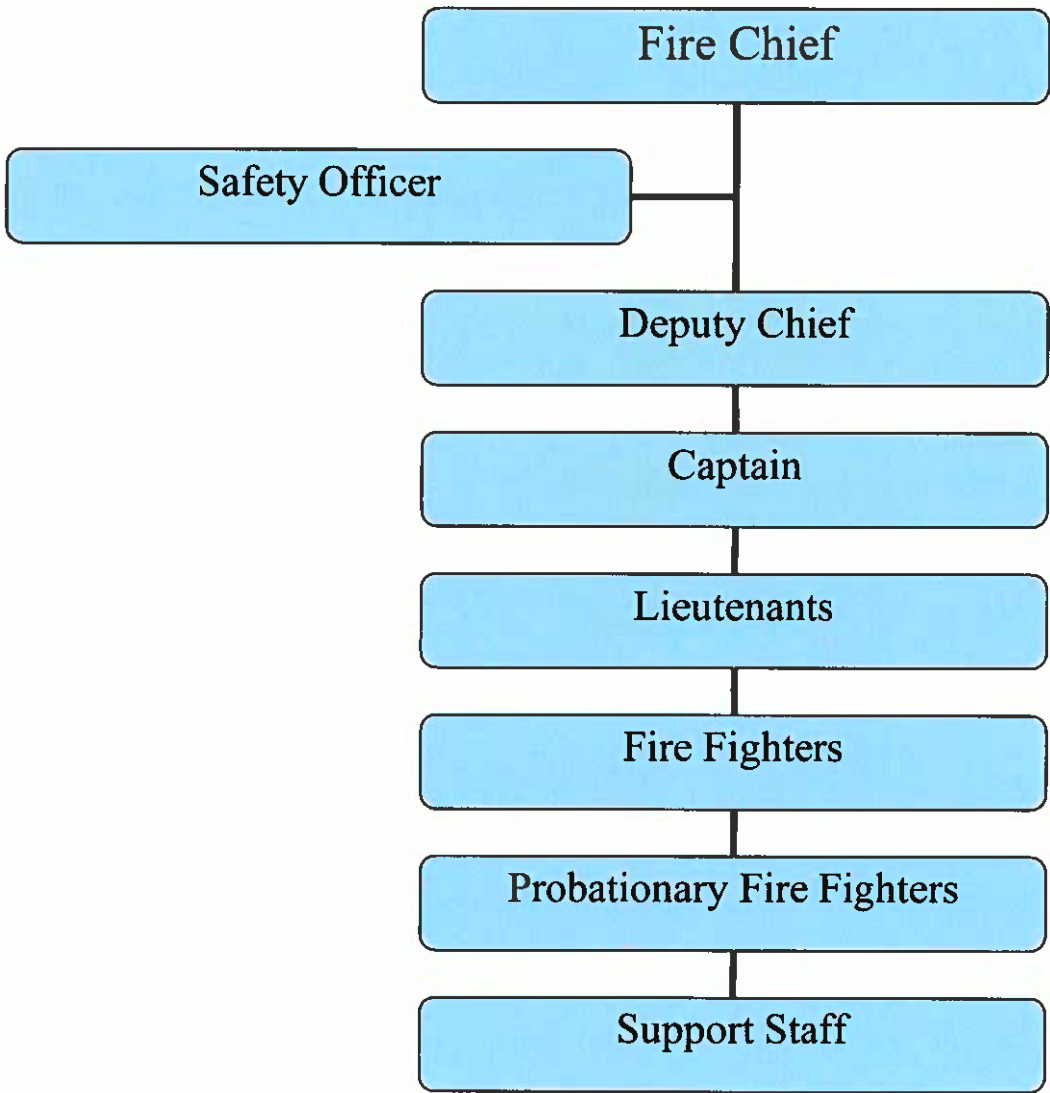 Fire Chief
Safety Officer
Deputy Chief
Captain
Lieutenants
Fire Fighters
Probationary Fire Fighters
Support Staff